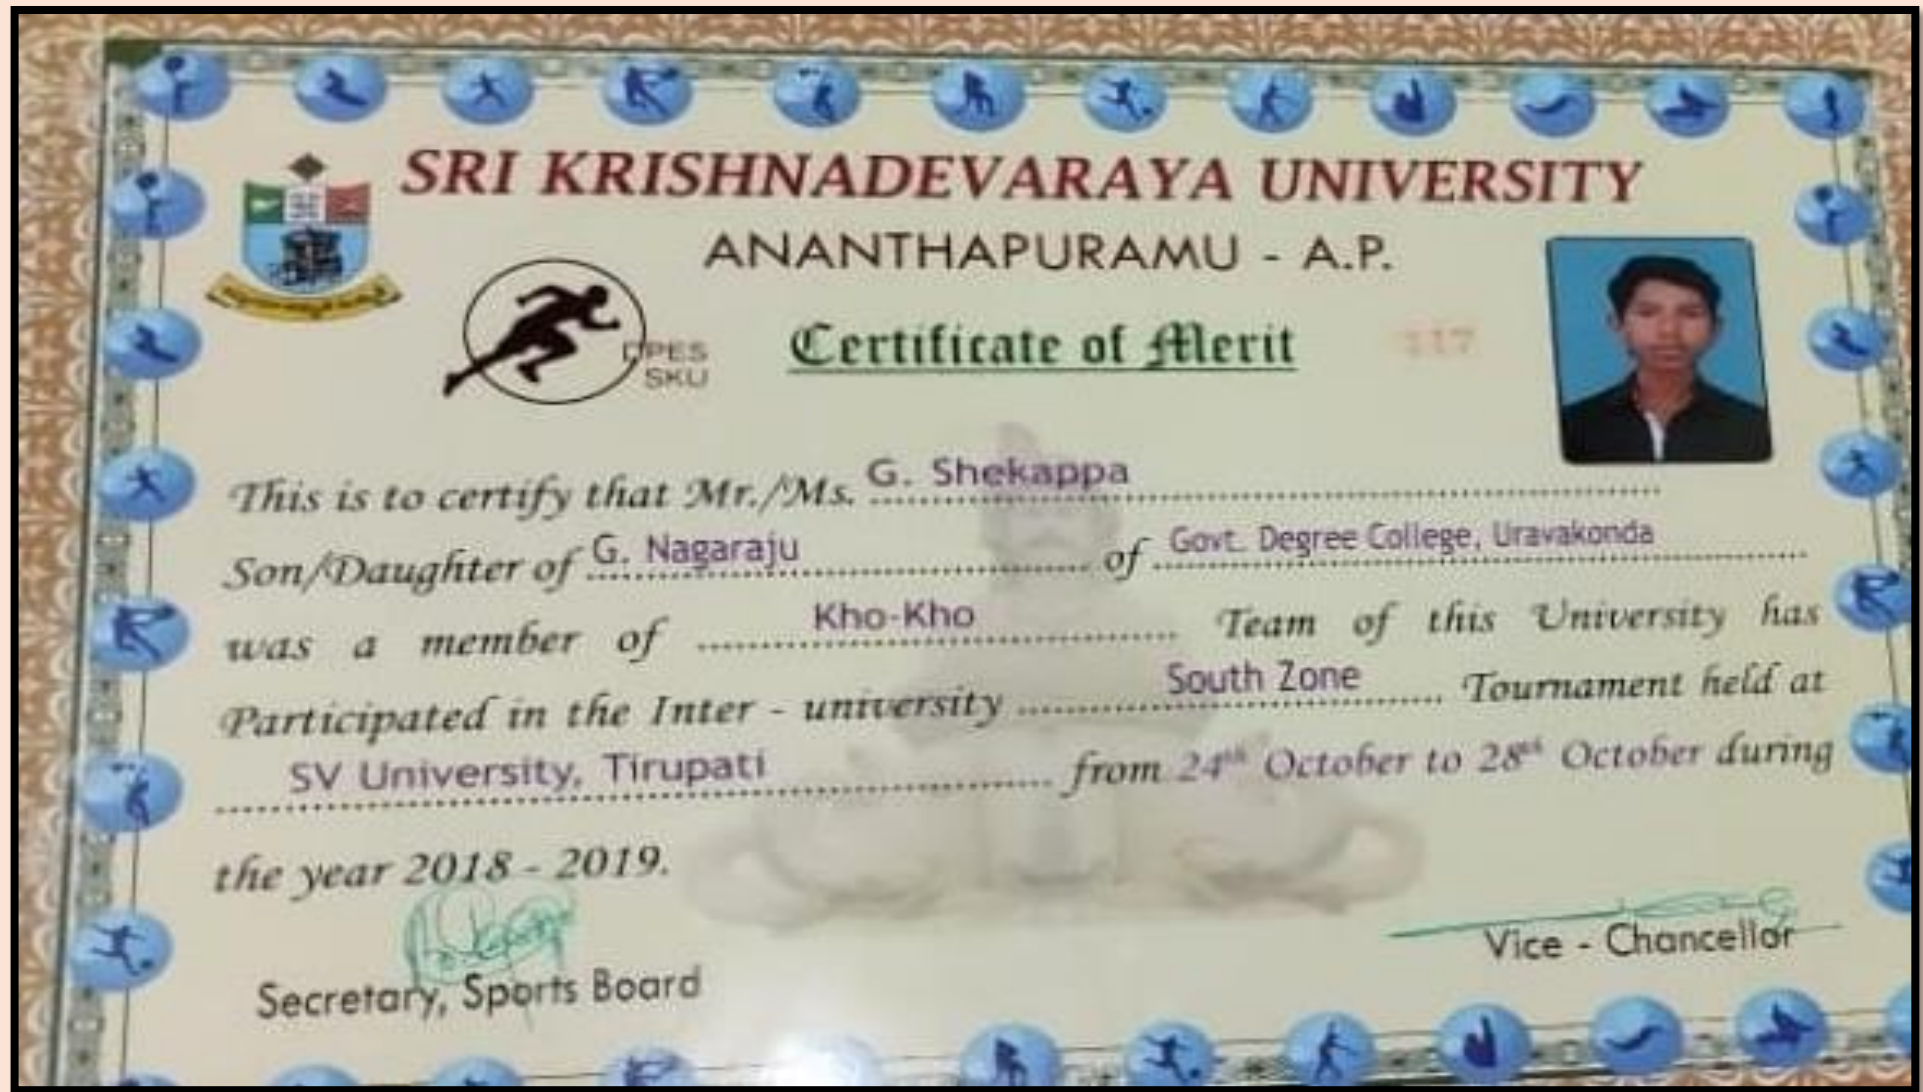 SRI KRISHNADEVARAYA UNIVERSITY
ANANTHAPURAMU - A.P.
DPES
SKU
Certificate of Merit
117
This is to certify that Mr./Ms. G. Shekappa
Son/Daughter of G. Nagaraju of Govt. Degree College, Uravakonda
was a member of Kho-Kho Team of this University has
Participated in the Inter - university South Zone Tournament held at
SV University, Tirupati from 24th October to 28th October during
the year 2018 - 2019.
Secretary, Sports Board
Vice - Chancellor